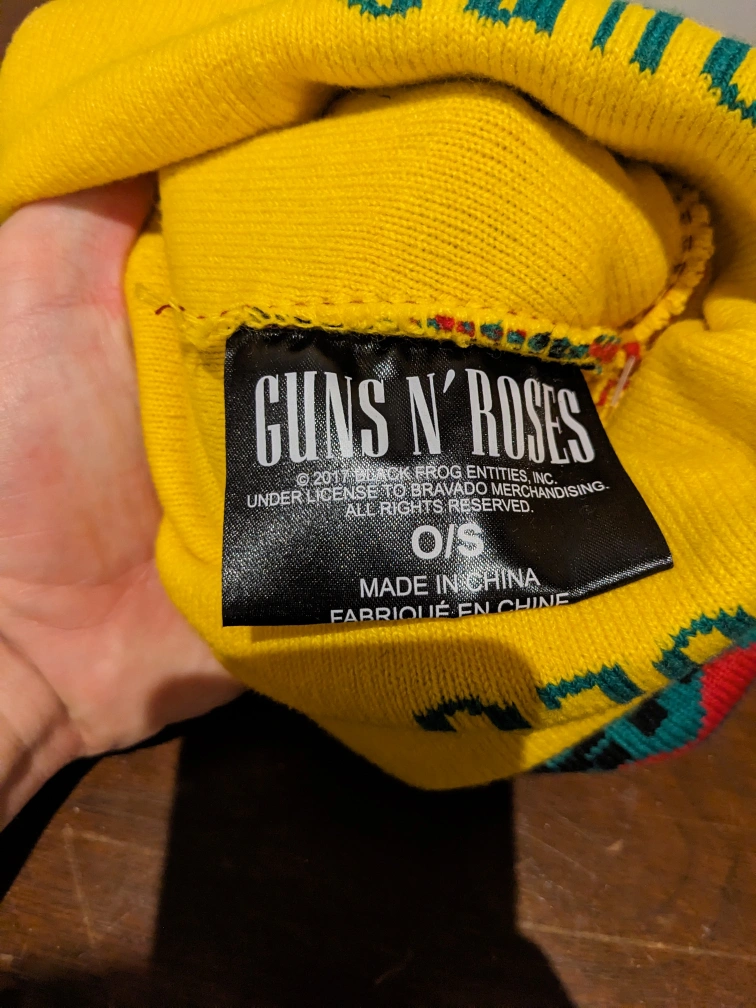 GUNS N' ROSES
© 2017 BLACK FROG ENTITIES, INC.
UNDER LICENSE TO BRAVADO MERCHANDISING.
ALL RIGHTS RESERVED.
O/S
MADE IN CHINA
FABRIQUÉ EN CHINE